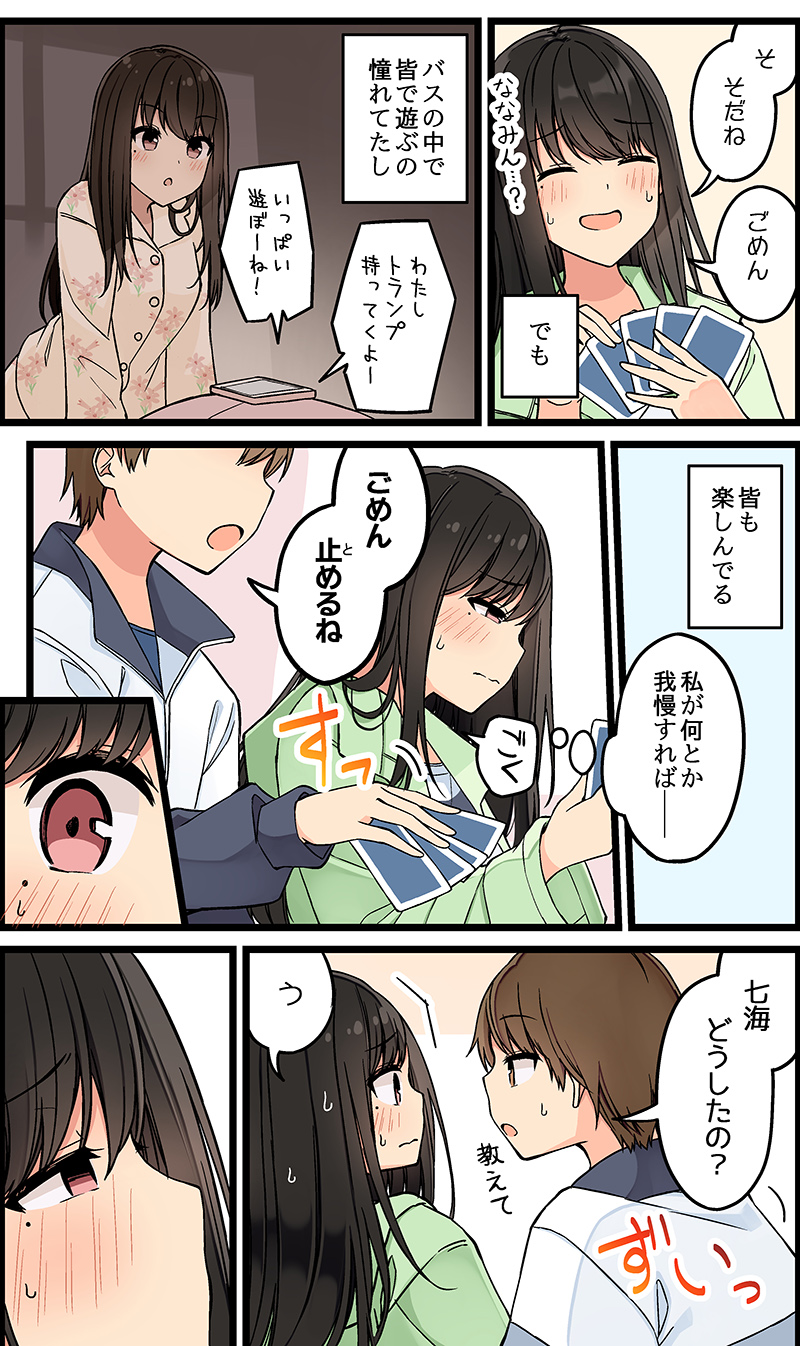 そ
そだね
ごめん
ななみん…?
でも
バスの中で
皆で遊ぶの
憧れてたし
わたし
トランプ
持ってくよー
いっぱい
遊ぼーね!
皆も
楽しんでる
私が何とか
我慢すれば──
ごく
ごめん
止めるね
と
すっ
七海
どうしたの?
ずいっ
教えて
う